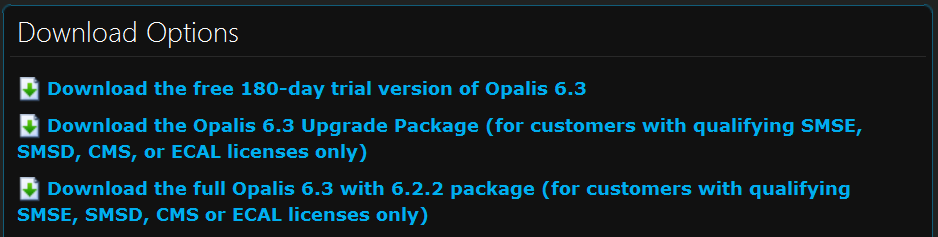 Download Options
Download the free 180-day trial version of Opalis 6.3
Download the Opalis 6.3 Upgrade Package (for customers with qualifying SMSE,
SMSD, CMS, or ECAL licenses only)
Download the full Opalis 6.3 with 6.2.2 package (for customers with qualifying
SMSE, SMSD, CMS or ECAL licenses only)